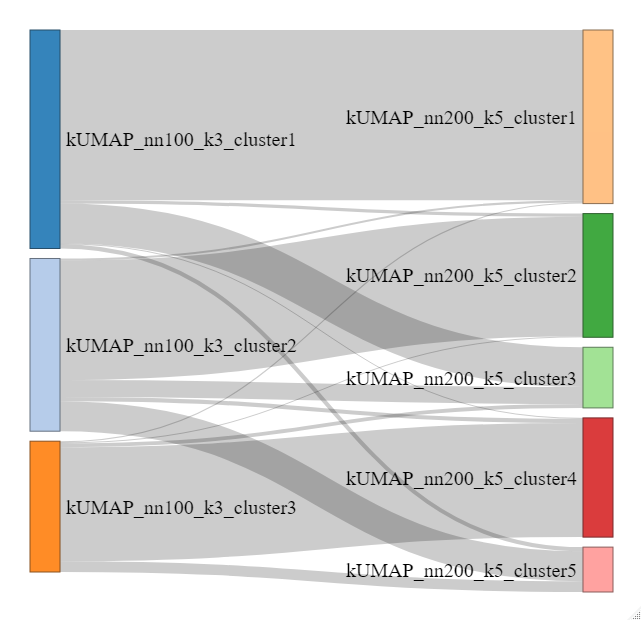 kUMAP_nn100_k3_cluster1
kUMAP_nn100_k3_cluster2
kUMAP_nn100_k3_cluster3
kUMAP_nn200_k5_cluster1
kUMAP_nn200_k5_cluster2
kUMAP_nn200_k5_cluster3
kUMAP_nn200_k5_cluster4
kUMAP_nn200_k5_cluster5